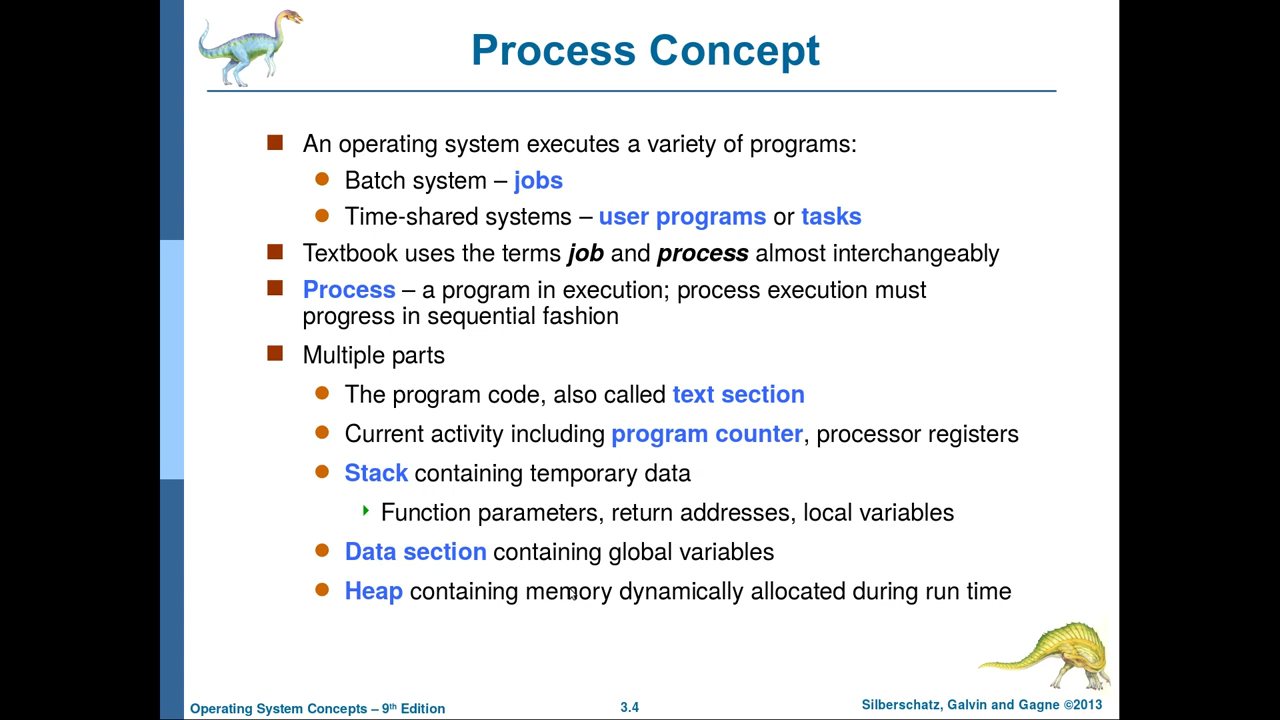 Process Concept
An operating system executes a variety of programs:
Batch system – jobs
Time-shared systems – user programs or tasks
Textbook uses the terms job and process almost interchangeably
Process – a program in execution; process execution must
progress in sequential fashion
Multiple parts
The program code, also called text section
Current activity including program counter, processor registers
Stack containing temporary data
Function parameters, return addresses, local variables
Data section containing global variables
Heap containing memory dynamically allocated during run time
Operating System Concepts – 9th Edition
3.4
Silberschatz, Galvin and Gagne ©2013